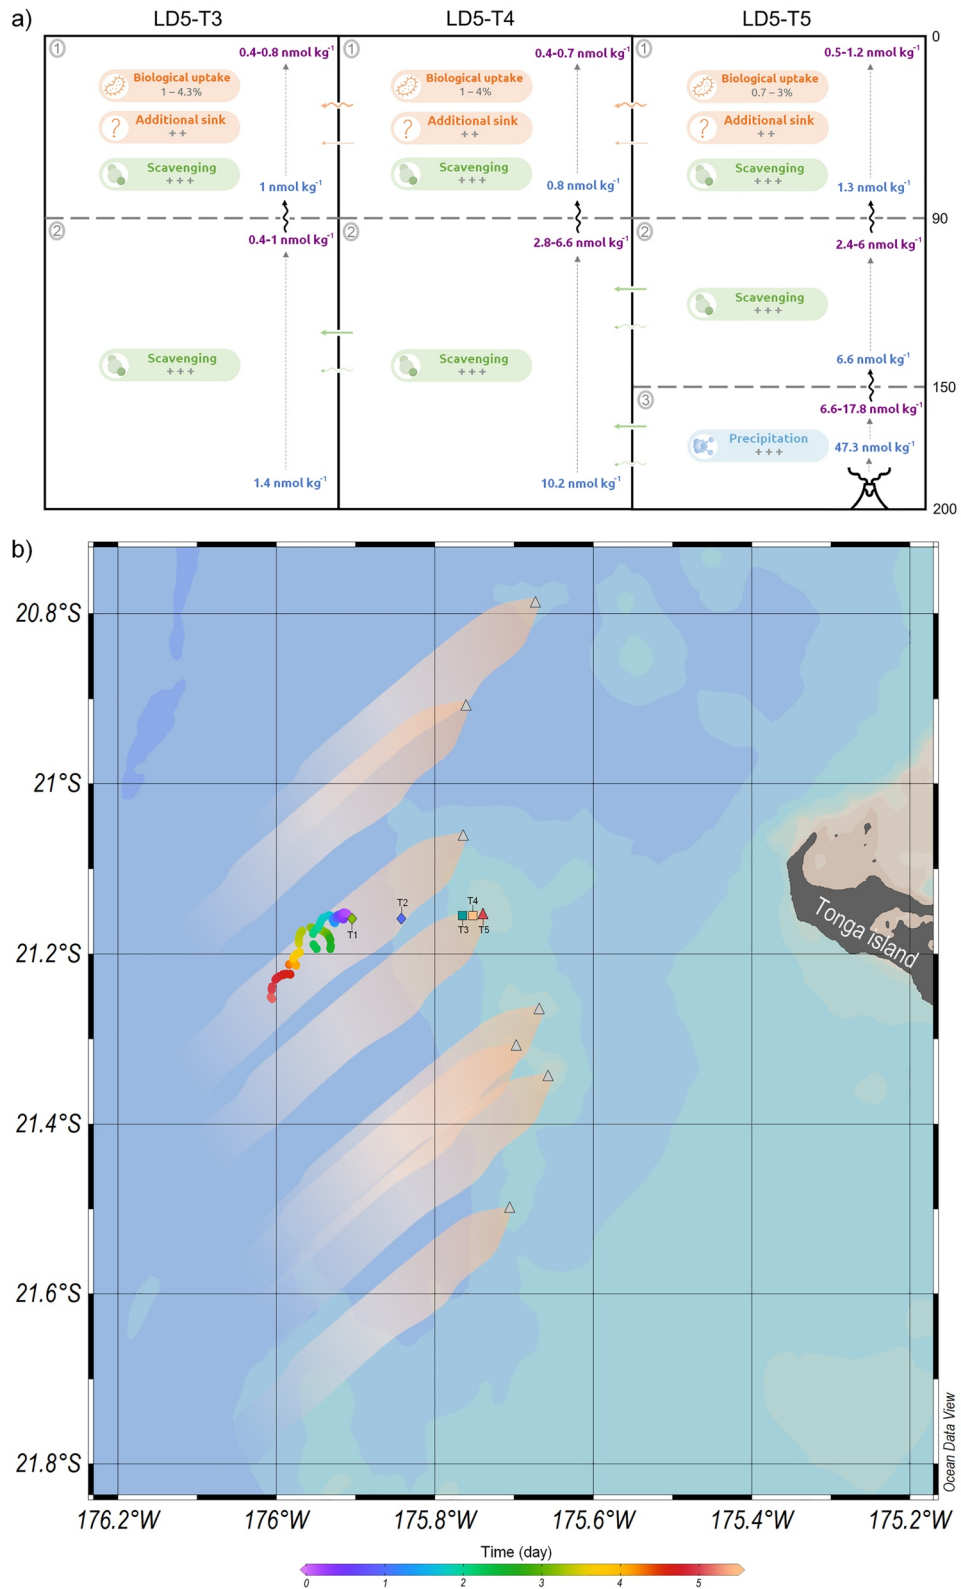 a)
LD5-T3
LD5-T4
LD5-T5
1
0.4-0.8 nmol kg⁻¹
1
0.4-0.7 nmol kg⁻¹
1
0.5-1.2 nmol kg⁻¹
0
Biological uptake
1 – 4.3%
Biological uptake
1 – 4%
Biological uptake
0.7 – 3%
?
Additional sink
+ +
?
Additional sink
+ +
?
Additional sink
+ +
Scavenging
+ + +
Scavenging
+ + +
Scavenging
+ + +
1 nmol kg⁻¹
0.8 nmol kg⁻¹
1.3 nmol kg⁻¹
90
2
0.4-1 nmol kg⁻¹
2
2.8-6.6 nmol kg⁻¹
2
2.4-6 nmol kg⁻¹
Scavenging
+ + +
Scavenging
+ + +
Scavenging
+ + +
6.6 nmol kg⁻¹
150
3
6.6-17.8 nmol kg⁻¹
Precipitation
+ + +
47.3 nmol kg⁻¹
1.4 nmol kg⁻¹
10.2 nmol kg⁻¹
200
b)
20.8°S
21°S
21.2°S
21.4°S
21.6°S
21.8°S
T1
T2
T3
T4
T5
Tonga island
Ocean Data View
176.2°W
176°W
175.8°W
175.6°W
175.4°W
175.2°W
Time (day)
0
1
2
3
4
5